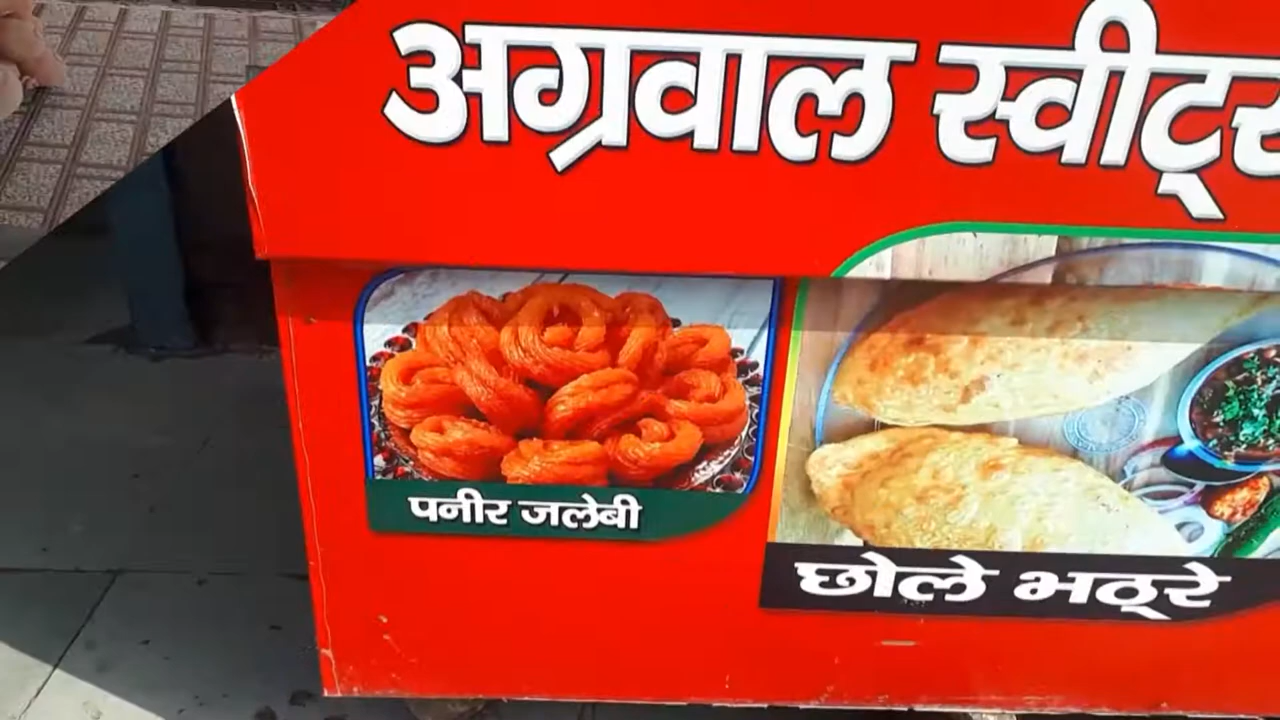 अग्रवाल स्वीट्स
पनीर जलेबी
छोले भठूरे